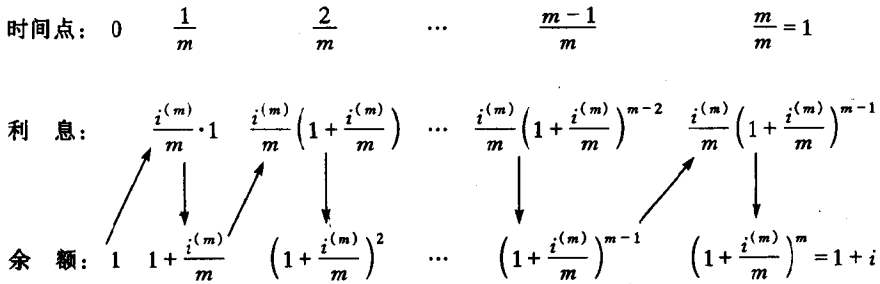 时间点： 0 1/m 2/m ⋯ (m−1)/m m/m = 1
利 息： i^(m)/m · 1 i^(m)/m (1 + i^(m)/m) ⋯ i^(m)/m (1 + i^(m)/m)^(m−2) i^(m)/m (1 + i^(m)/m)^(m−1)
余 额： 1 1 + i^(m)/m (1 + i^(m)/m)^2 ⋯ (1 + i^(m)/m)^(m−1) (1 + i^(m)/m)^m = 1 + i